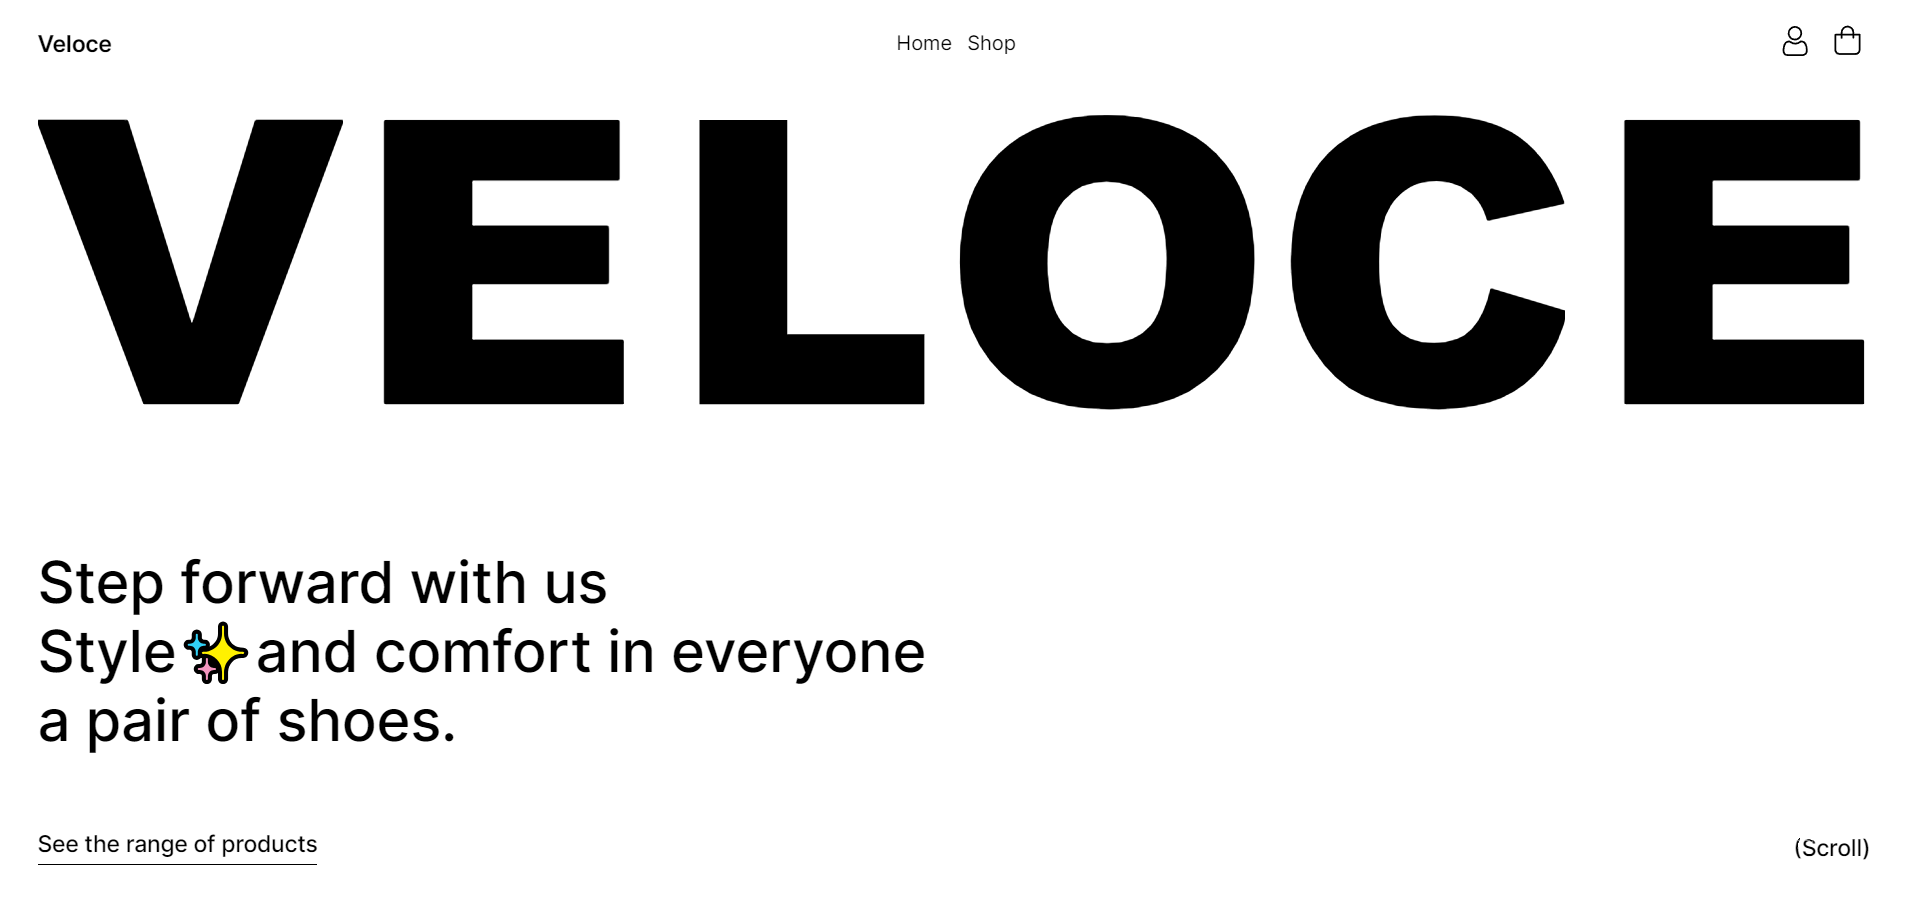 Veloce
Home Shop
VELOCE
Step forward with us
Style✨and comfort in everyone
a pair of shoes.
See the range of products
(Scroll)